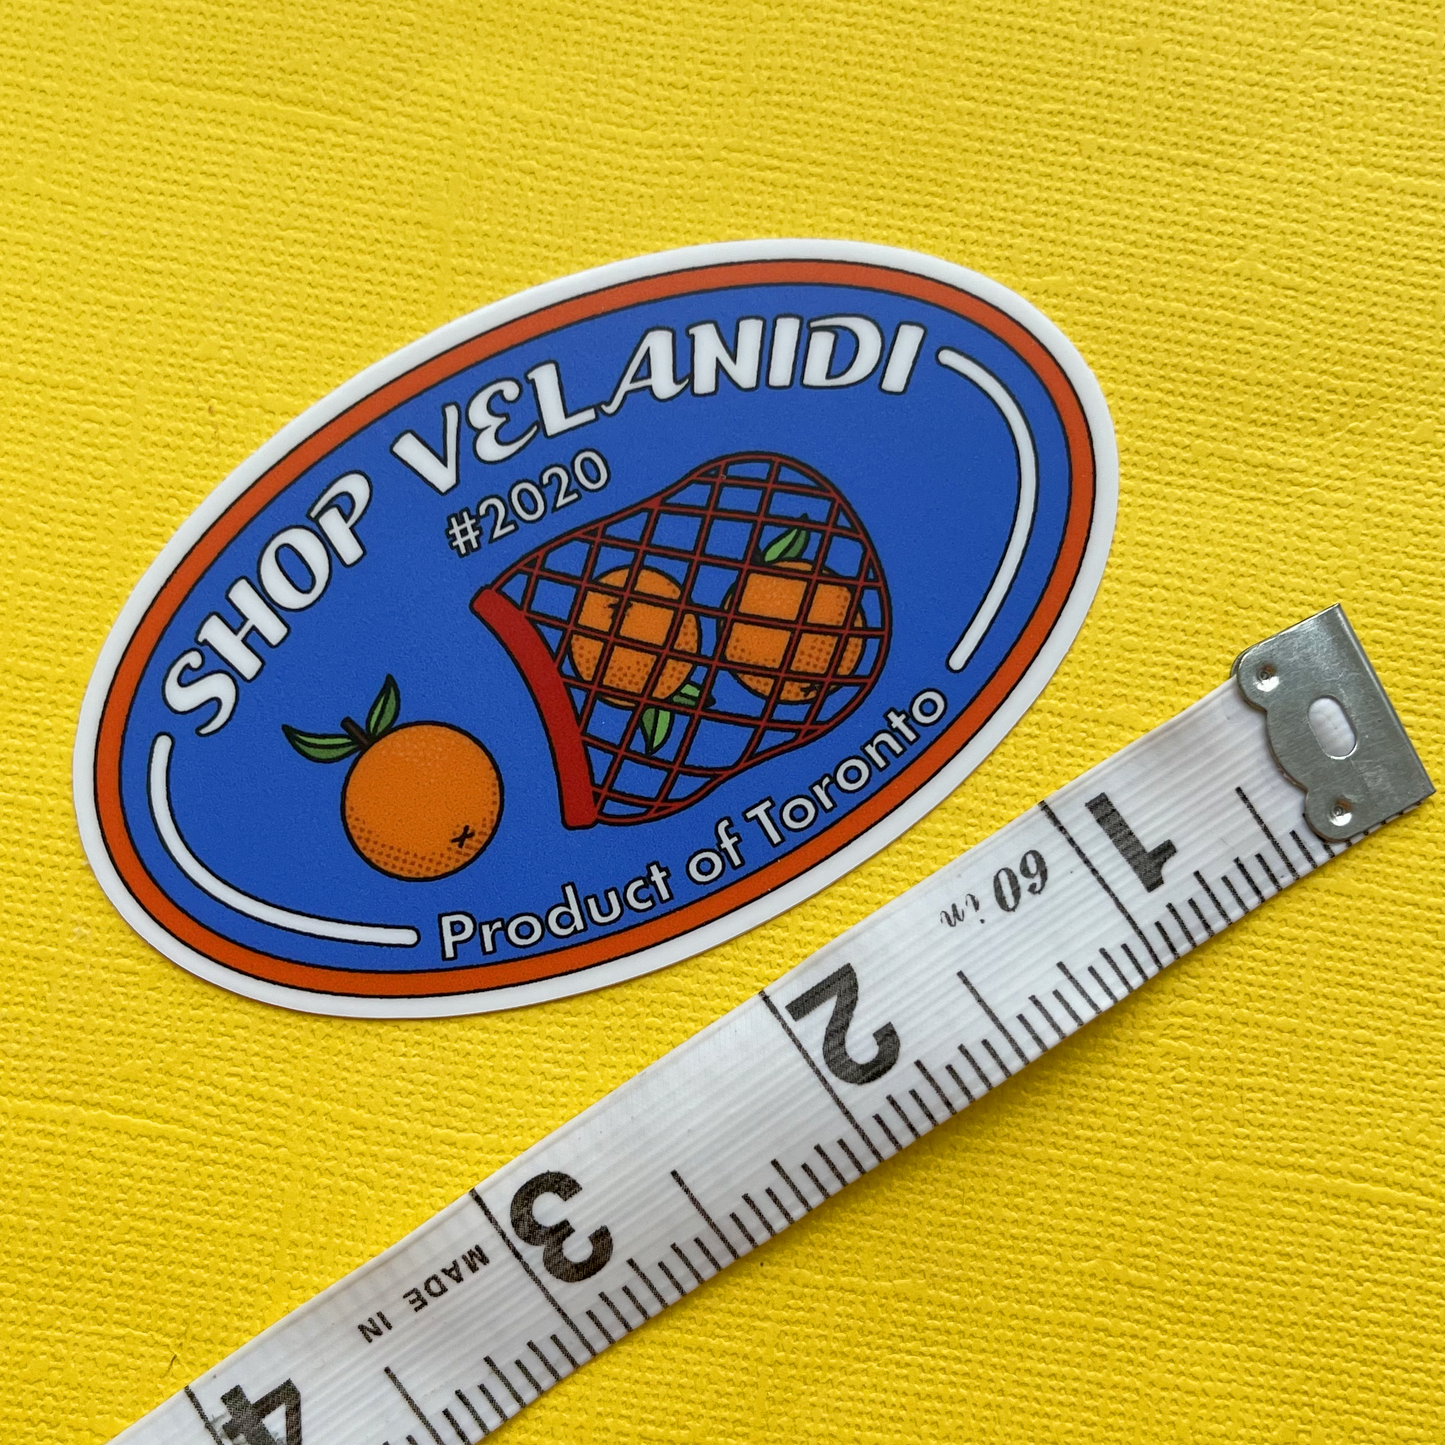 SHOP VELANIDI
#2020
Product of Toronto
1
60 in
2
3
MADE IN
4